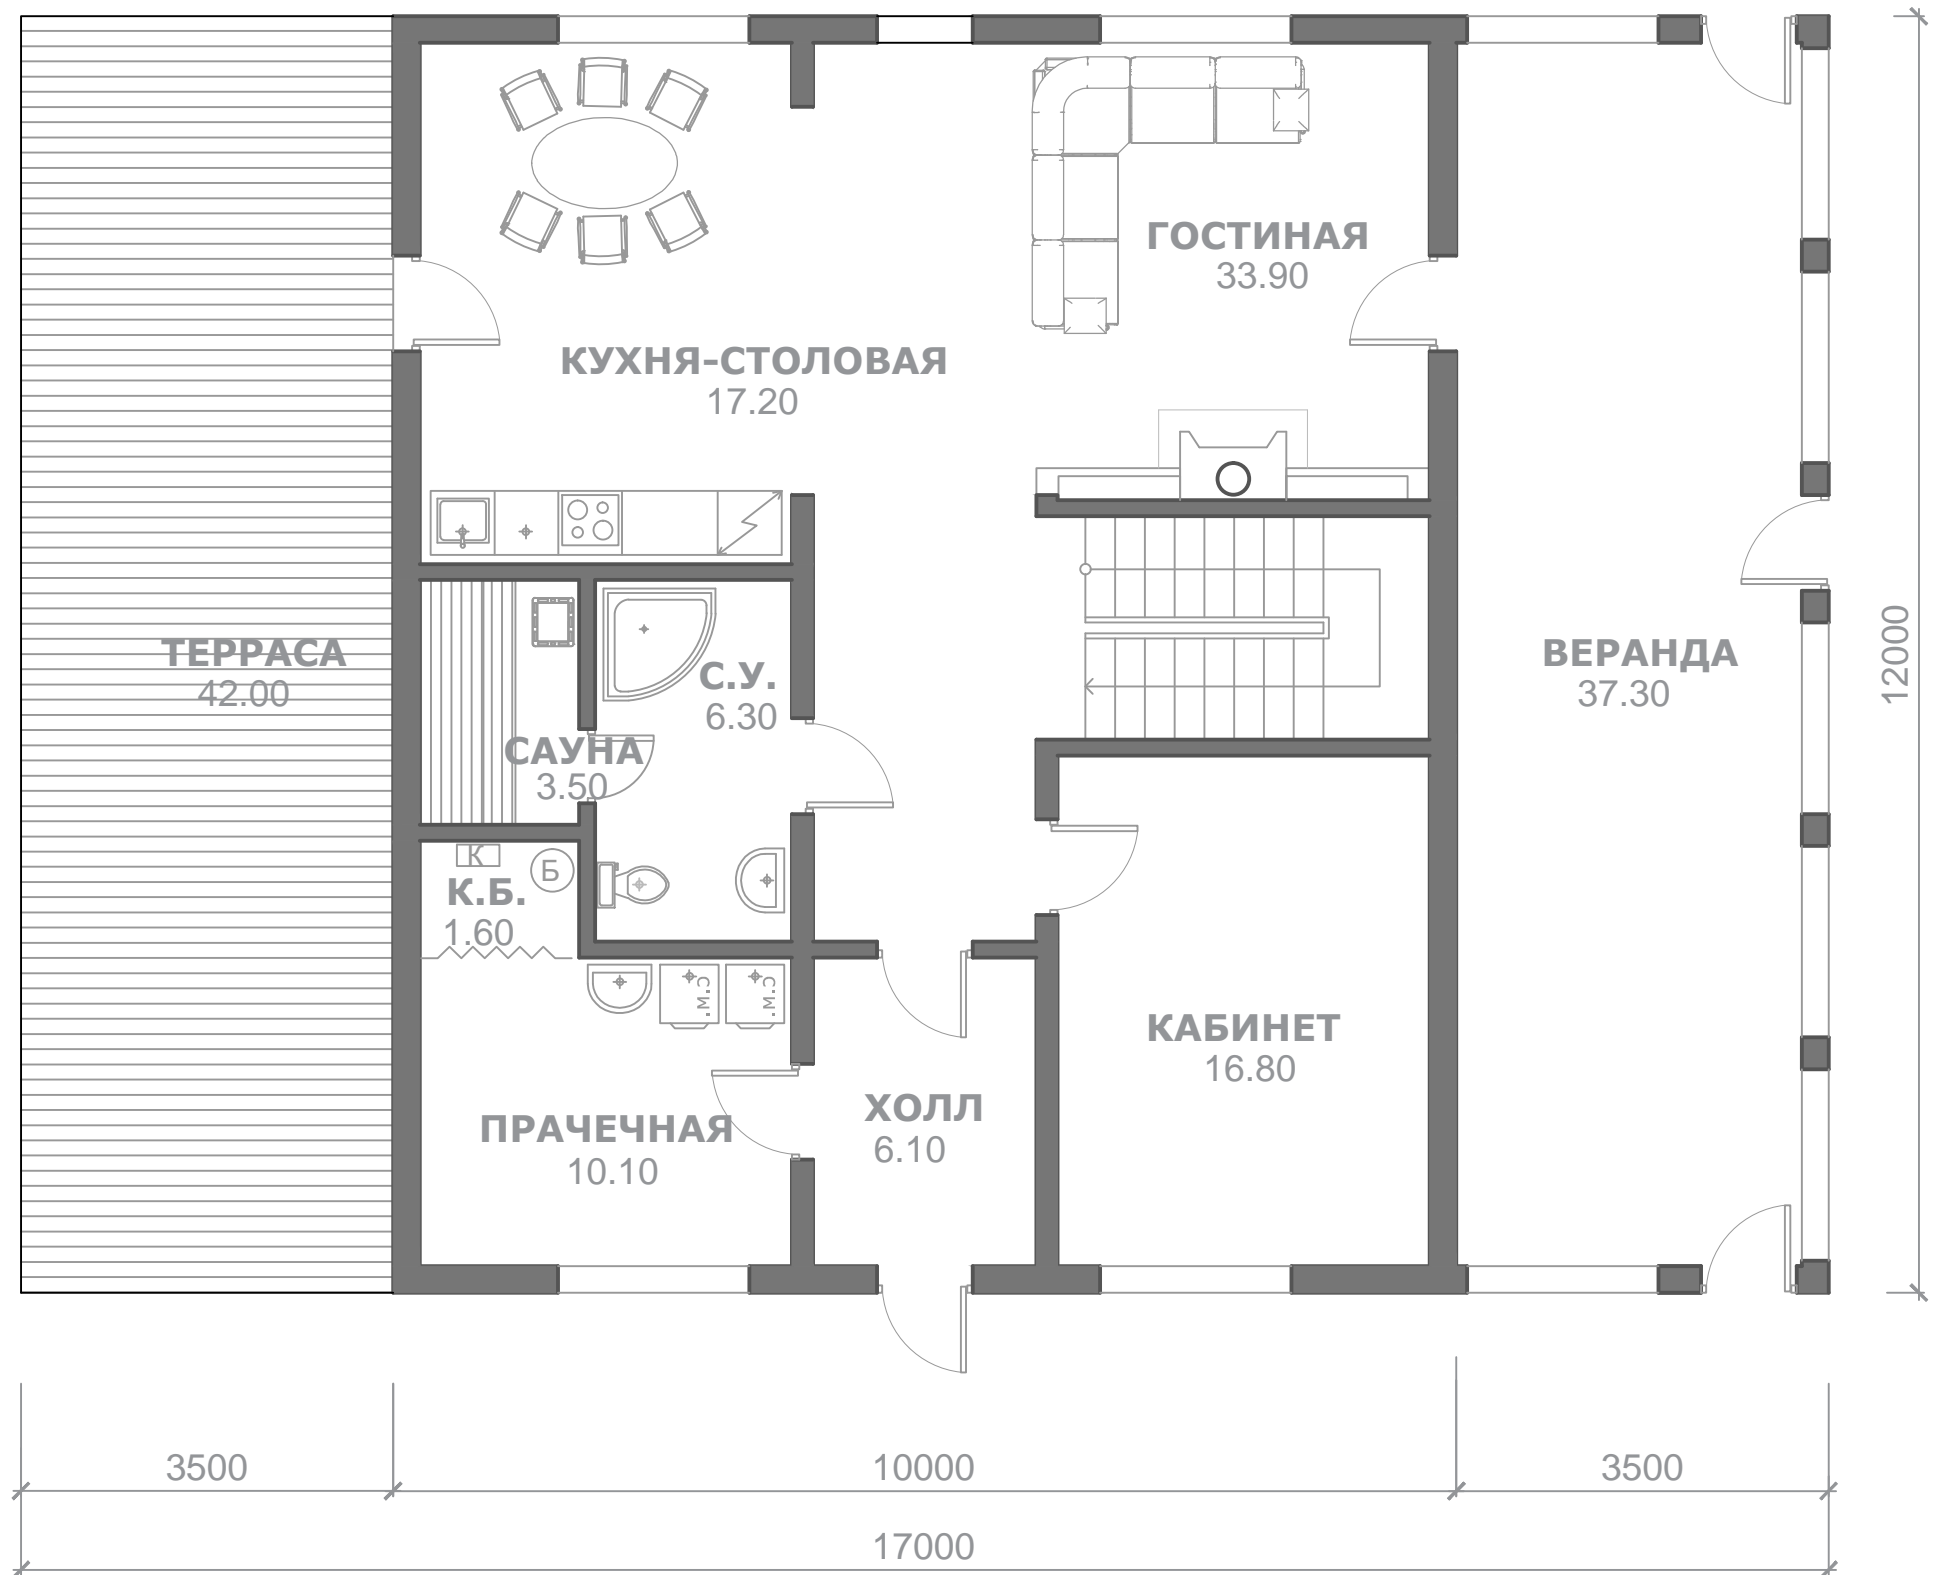 ГОСТИНАЯ
33.90
КУХНЯ-СТОЛОВАЯ
17.20
ТЕРРАСА
42.00
С.У.
6.30
ВЕРАНДА
37.30
12000
САУНА
3.50
К
Б
К.Б.
1.60
С.М.
С.М.
КАБИНЕТ
16.80
ПРАЧЕЧНАЯ
10.10
ХОЛЛ
6.10
3500
10000
3500
17000